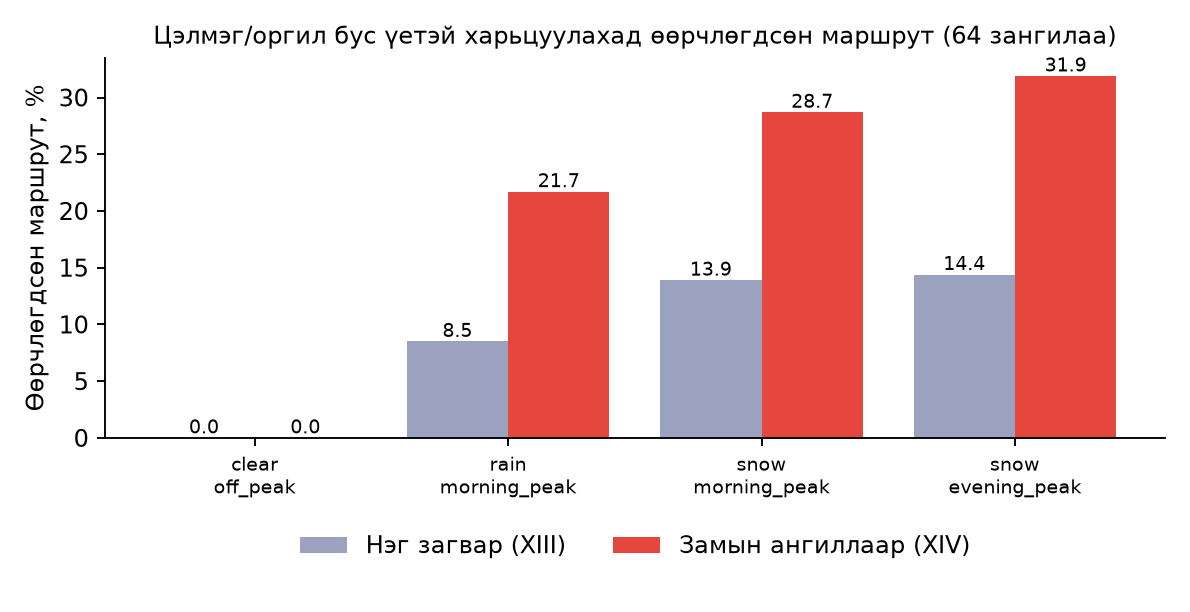 Цэлмэг/оргил бус үетэй харьцуулахад өөрчлөгдсөн маршрут (64 зангилаа)
Өөрчлөгдсөн маршрут, %
30
25
20
15
10
5
0
0.0
0.0
8.5
21.7
13.9
28.7
14.4
31.9
clear
off_peak
rain
morning_peak
snow
morning_peak
snow
evening_peak
Нэг загвар (XIII)
Замын ангиллаар (XIV)